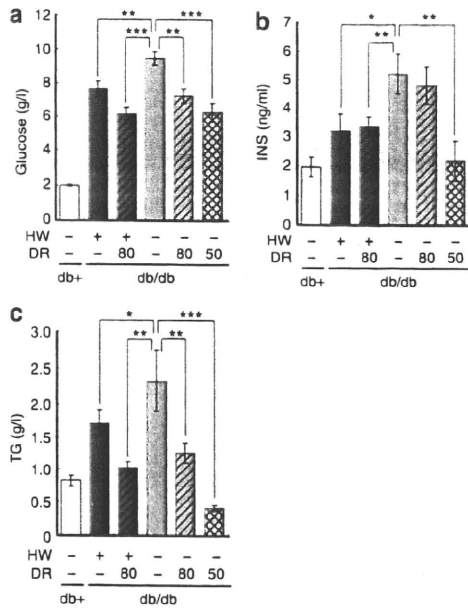 a
** ***
*** **
Glucose (g/l)
12
10
8
6
4
2
0
HW - + + - - -
DR - - 80 - 80 50
db+ db/db
b
* **
**
INS (ng/ml)
7
6
5
4
3
2
1
0
HW - + + - - -
DR - - 80 - 80 50
db+ db/db
c
* ***
** **
TG (g/l)
3.0
2.5
2.0
1.5
1.0
0.5
0
HW - + + - - -
DR - - 80 - 80 50
db+ db/db